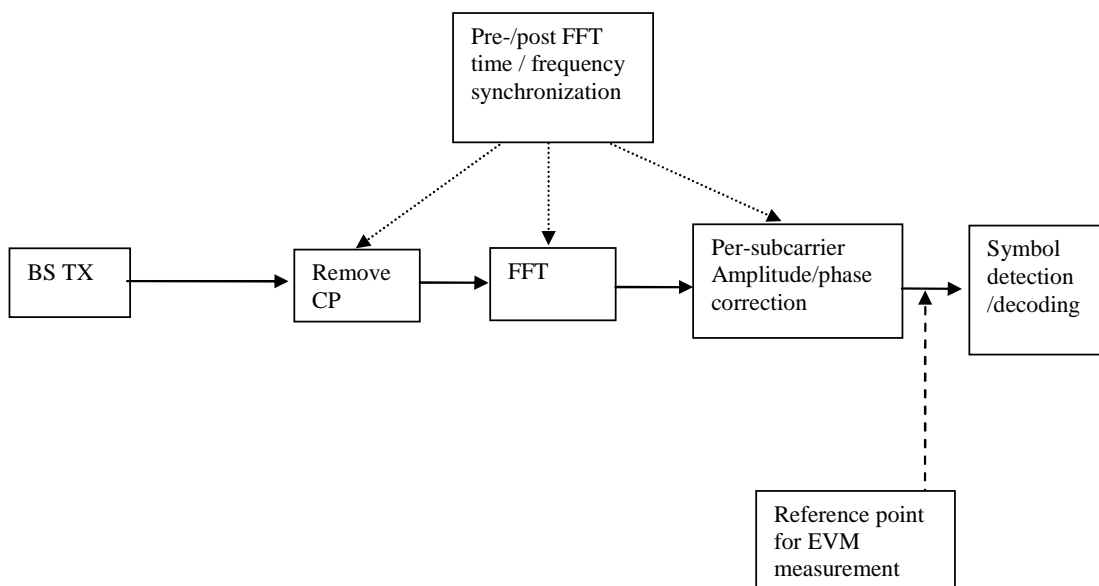 Pre-/post FFT
time / frequency
synchronization
BS TX
Remove
CP
FFT
Per-subcarrier
Amplitude/phase
correction
Symbol
detection
/decoding
Reference point
for EVM
measurement